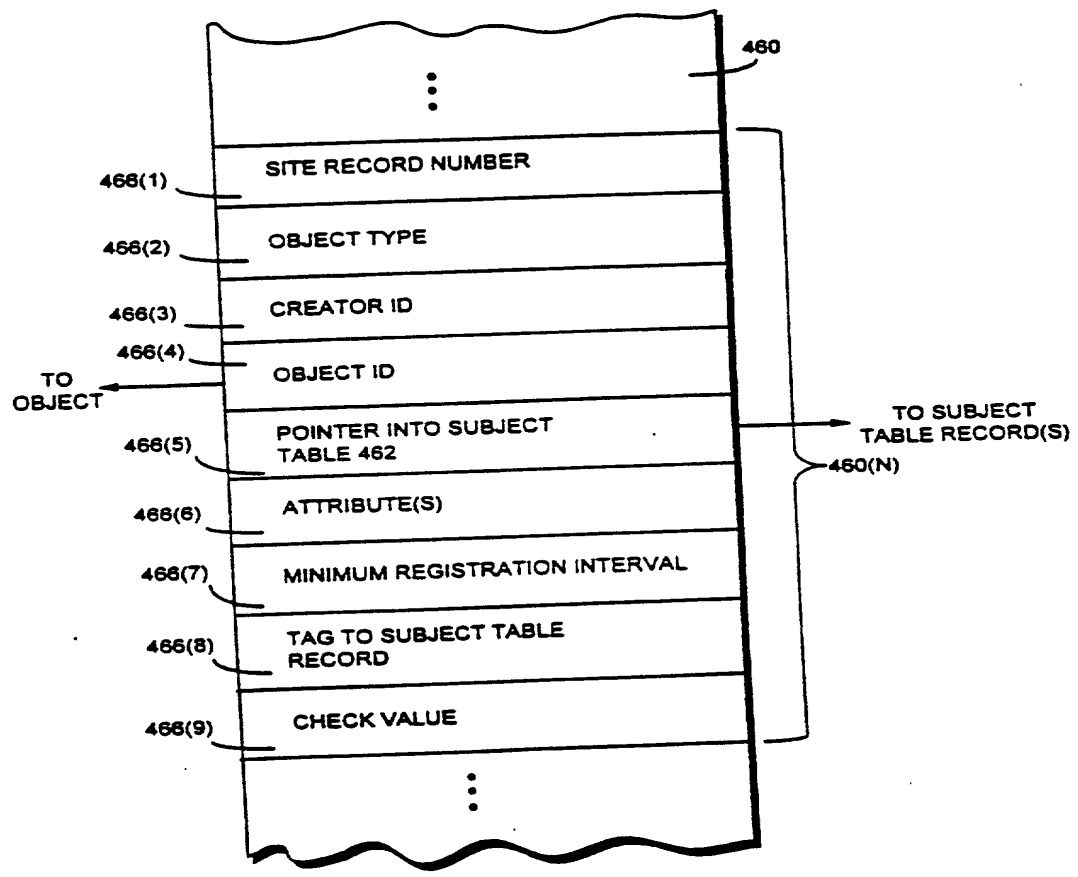 460
SITE RECORD NUMBER
466(1)
OBJECT TYPE
466(2)
CREATOR ID
466(3)
466(4)
OBJECT ID
TO
OBJECT
POINTER INTO SUBJECT
TABLE 462
466(5)
TO SUBJECT
TABLE RECORD(S)
460(N)
ATTRIBUTE(S)
466(6)
MINIMUM REGISTRATION INTERVAL
466(7)
TAG TO SUBJECT TABLE
RECORD
466(8)
CHECK VALUE
466(9)